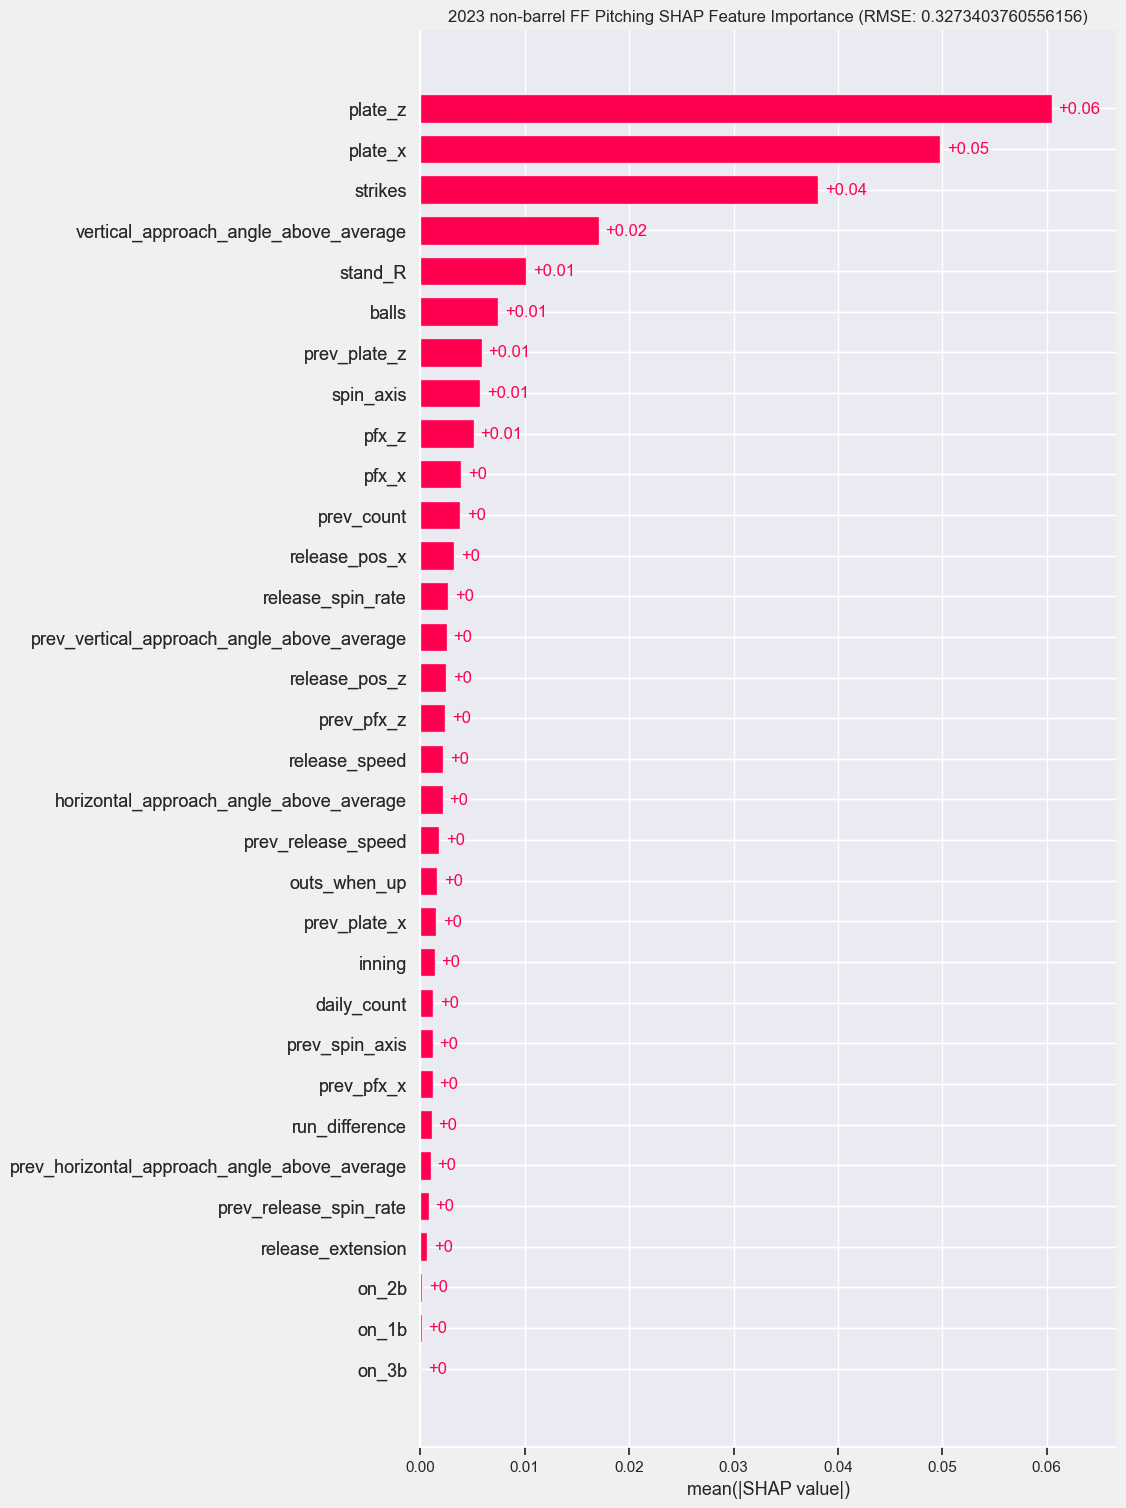 2023 non-barrel FF Pitching SHAP Feature Importance (RMSE: 0.3273403760556156)
plate_z +0.06
plate_x +0.05
strikes +0.04
vertical_approach_angle_above_average +0.02
stand_R +0.01
balls +0.01
prev_plate_z +0.01
spin_axis +0.01
pfx_z +0.01
pfx_x +0
prev_count +0
release_pos_x +0
release_spin_rate +0
prev_vertical_approach_angle_above_average +0
release_pos_z +0
prev_pfx_z +0
release_speed +0
horizontal_approach_angle_above_average +0
prev_release_speed +0
outs_when_up +0
prev_plate_x +0
inning +0
daily_count +0
prev_spin_axis +0
prev_pfx_x +0
run_difference +0
prev_horizontal_approach_angle_above_average +0
prev_release_spin_rate +0
release_extension +0
on_2b +0
on_1b +0
on_3b +0
0.00 0.01 0.02 0.03 0.04 0.05 0.06
mean(|SHAP value|)